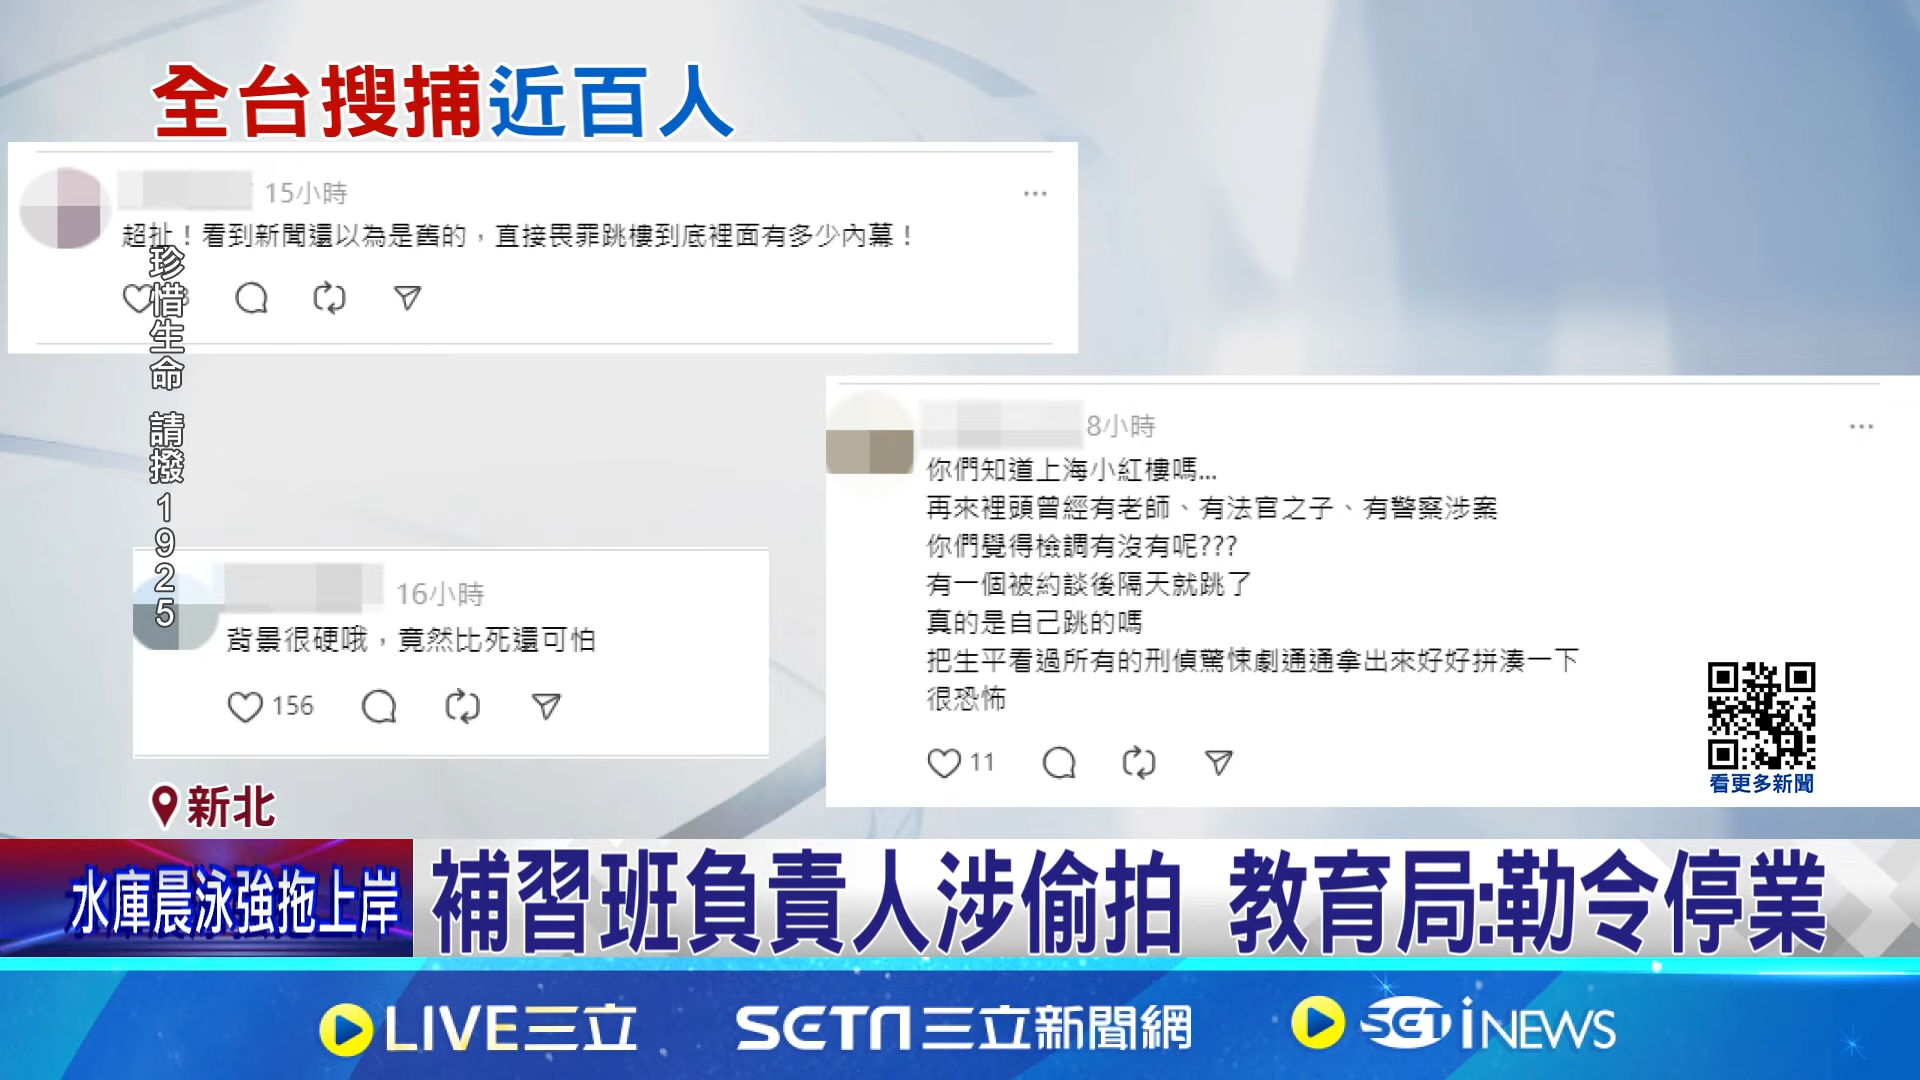 全台搜捕近百人
15小時
超扯！看到新聞還以為是舊的，直接畏罪跳樓到底裡面有多少內幕！
珍惜生命 請撥1925
8小時
你們知道上海小紅樓嗎...
再來裡頭曾經有老師、有法官之子、有警察涉案
你們覺得檢調有沒有呢???
有一個被約談後隔天就跳了
真的是自己跳的嗎
把生平看過所有的刑偵驚悚劇通通拿出來好好拼湊一下
很恐怖
11
16小時
背景很硬哦，竟然比死還可怕
156
看更多新聞
新北
水庫晨泳強拖上岸
補習班負責人涉偷拍 教育局:勒令停業
LIVE三立
SETN三立新聞網
SETiNEWS